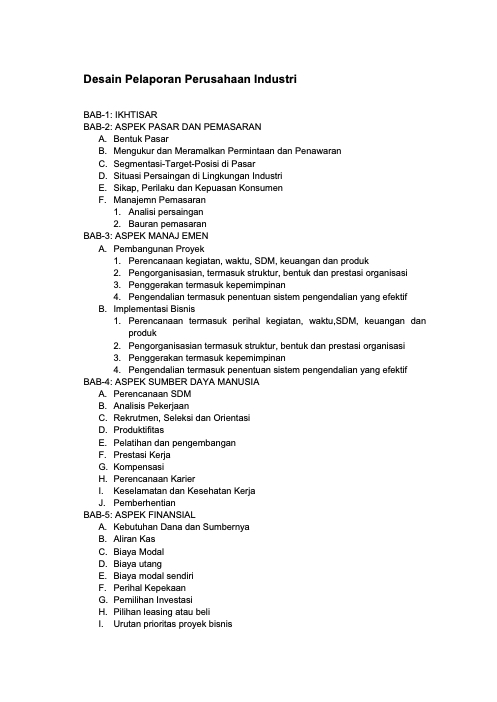 Desain Pelaporan Perusahaan Industri
BAB-1: IKHTISAR
BAB-2: ASPEK PASAR DAN PEMASARAN
A. Bentuk Pasar
B. Mengukur dan Meramalkan Permintaan dan Penawaran
C. Segmentasi-Target-Posisi di Pasar
D. Situasi Persaingan di Lingkungan Industri
E. Sikap, Perilaku dan Kepuasan Konsumen
F. Manajemn Pemasaran
1. Analisi persaingan
2. Bauran pemasaran
BAB-3: ASPEK MANAJ EMEN
A. Pembangunan Proyek
1. Perencanaan kegiatan, waktu, SDM, keuangan dan produk
2. Pengorganisasian, termasuk struktur, bentuk dan prestasi organisasi
3. Penggerakan termasuk kepemimpinan
4. Pengendalian termasuk penentuan sistem pengendalian yang efektif
B. Implementasi Bisnis
1. Perencanaan termasuk perihal kegiatan, waktu,SDM, keuangan dan
produk
2. Pengorganisasian termasuk struktur, bentuk dan prestasi organisasi
3. Penggerakan termasuk kepemimpinan
4. Pengendalian termasuk penentuan sistem pengendalian yang efektif
BAB-4: ASPEK SUMBER DAYA MANUSIA
A. Perencanaan SDM
B. Analisis Pekerjaan
C. Rekrutmen, Seleksi dan Orientasi
D. Produktifitas
E. Pelatihan dan pengembangan
F. Prestasi Kerja
G. Kompensasi
H. Perencanaan Karier
I. Keselamatan dan Kesehatan Kerja
J. Pemberhentian
BAB-5: ASPEK FINANSIAL
A. Kebutuhan Dana dan Sumbernya
B. Aliran Kas
C. Biaya Modal
D. Biaya utang
E. Biaya modal sendiri
F. Perihal Kepekaan
G. Pemilihan Investasi
H. Pilihan leasing atau beli
I. Urutan prioritas proyek bisnis